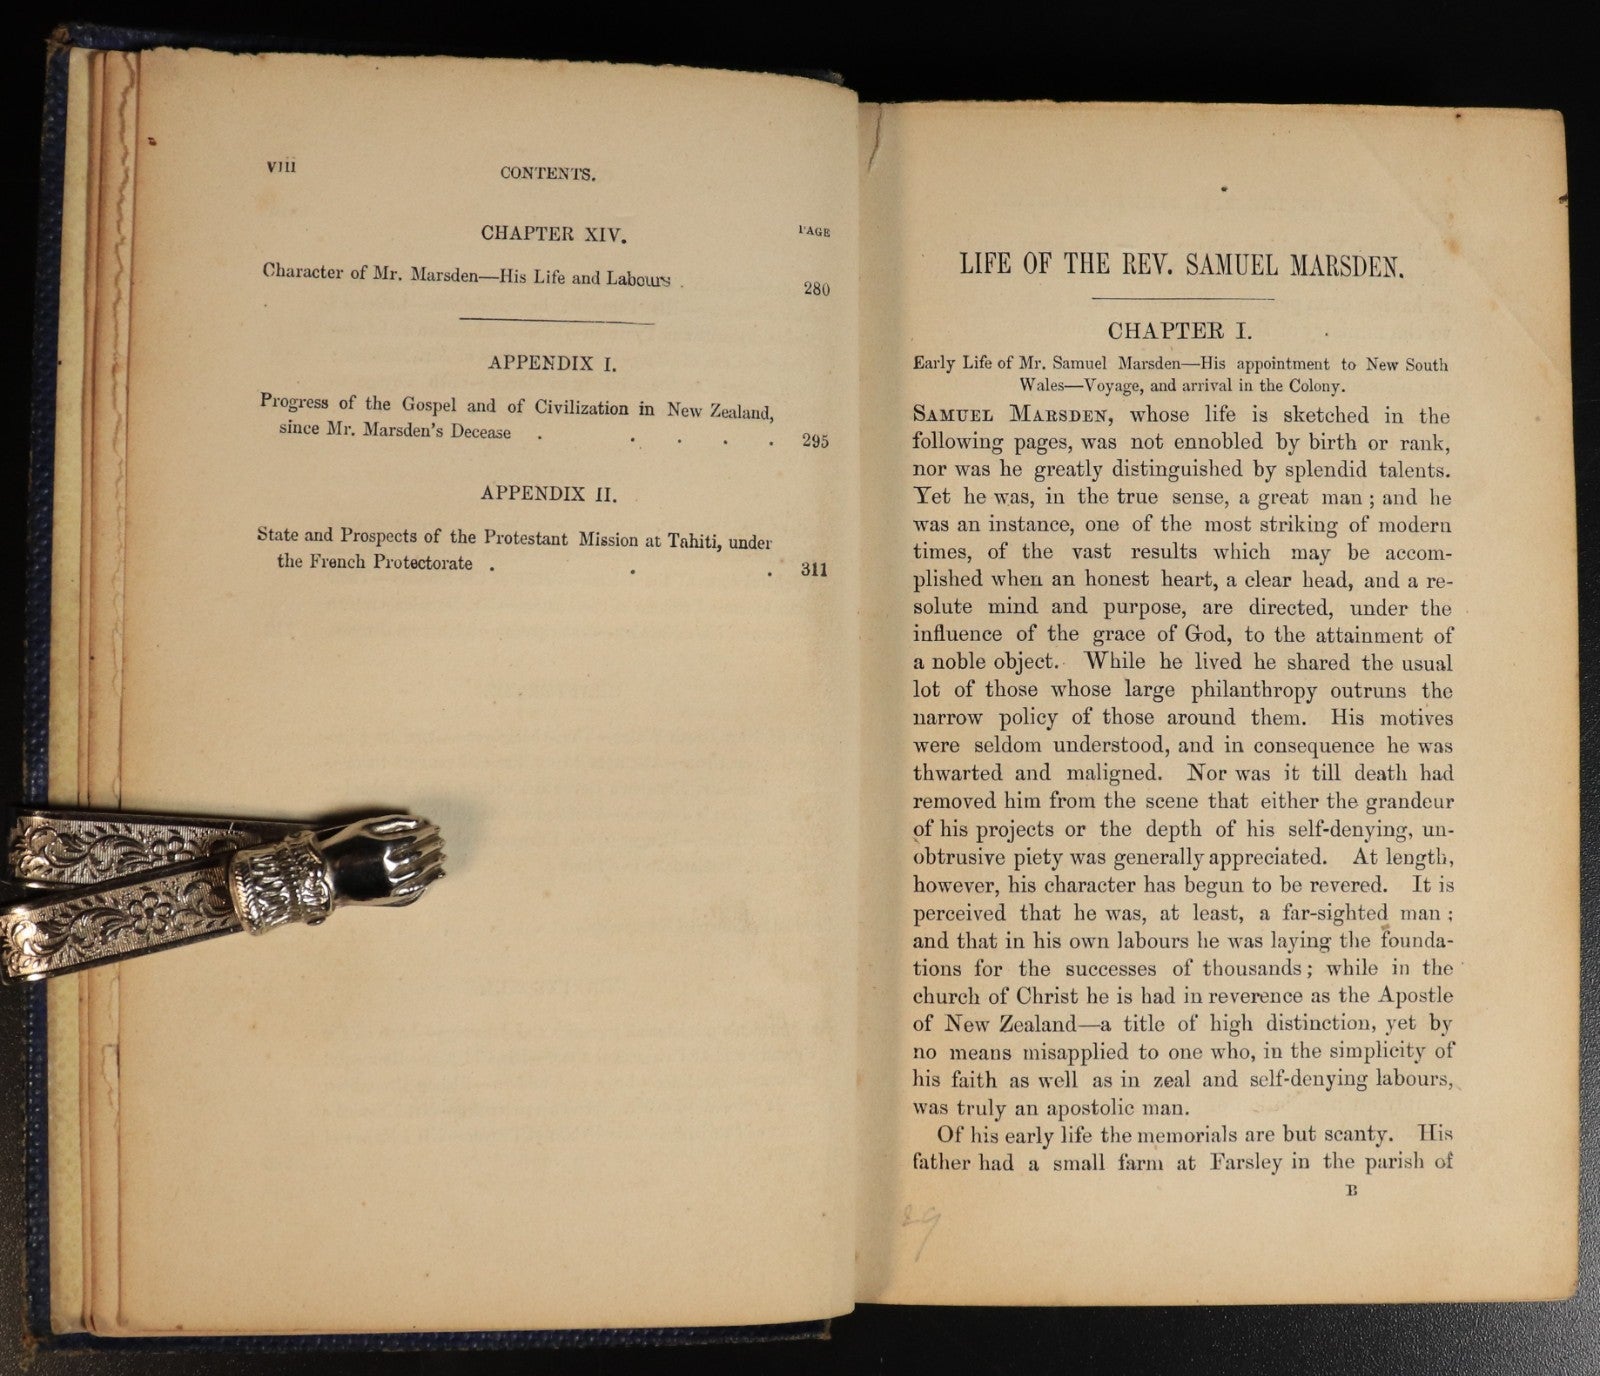 viii CONTENTS.
CHAPTER XIV. PAGE
Character of Mr. Marsden—His Life and Labours . 280
APPENDIX I.
Progress of the Gospel and of Civilization in New Zealand,
since Mr. Marsden's Decease . . . . . 295
APPENDIX II.
State and Prospects of the Protestant Mission at Tahiti, under
the French Protectorate . . . 311
LIFE OF THE REV. SAMUEL MARSDEN.
CHAPTER I.
Early Life of Mr. Samuel Marsden—His appointment to New South
Wales—Voyage, and arrival in the Colony.
SAMUEL MARSDEN, whose life is sketched in the
following pages, was not ennobled by birth or rank,
nor was he greatly distinguished by splendid talents.
Yet he was, in the true sense, a great man ; and he
was an instance, one of the most striking of modern
times, of the vast results which may be accom-
plished when an honest heart, a clear head, and a re-
solute mind and purpose, are directed, under the
influence of the grace of God, to the attainment of
a noble object. While he lived he shared the usual
lot of those whose large philanthropy outruns the
narrow policy of those around them. His motives
were seldom understood, and in consequence he was
thwarted and maligned. Nor was it till death had
removed him from the scene that either the grandeur
of his projects or the depth of his self-denying, un-
obtrusive piety was generally appreciated. At length,
however, his character has begun to be revered. It is
perceived that he was, at least, a far-sighted man ;
and that in his own labours he was laying the founda-
tions for the successes of thousands ; while in the
church of Christ he is had in reverence as the Apostle
of New Zealand—a title of high distinction, yet by
no means misapplied to one who, in the simplicity of
his faith as well as in zeal and self-denying labours,
was truly an apostolic man.
Of his early life the memorials are but scanty. His
father had a small farm at Farsley in the parish of
B
29